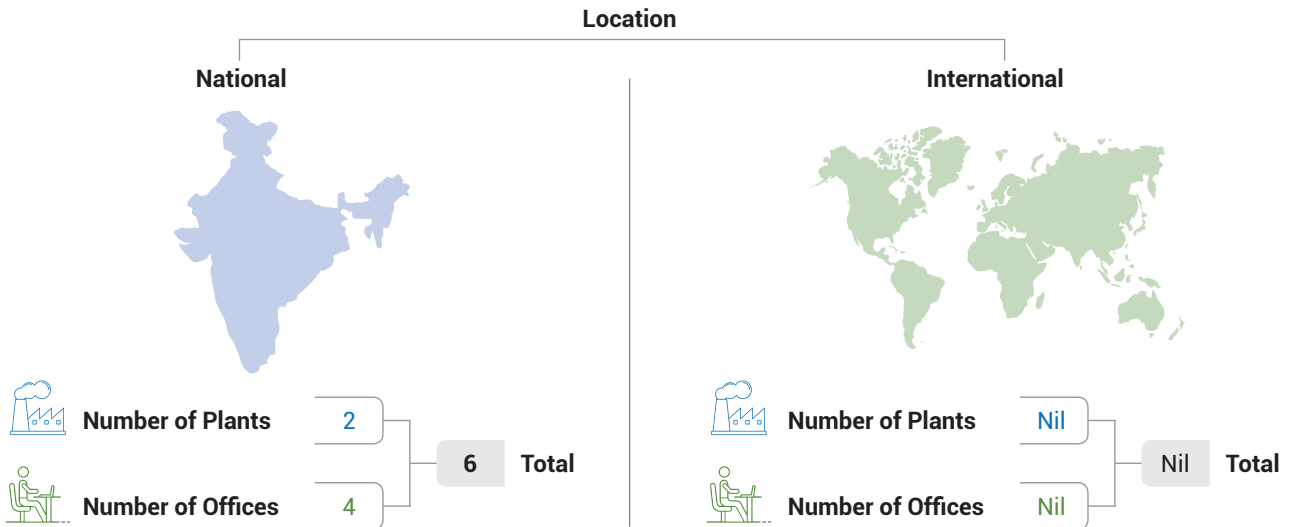 Location
National
International
Number of Plants 2
Number of Offices 4
6 Total
Number of Plants Nil
Number of Offices Nil
Nil Total